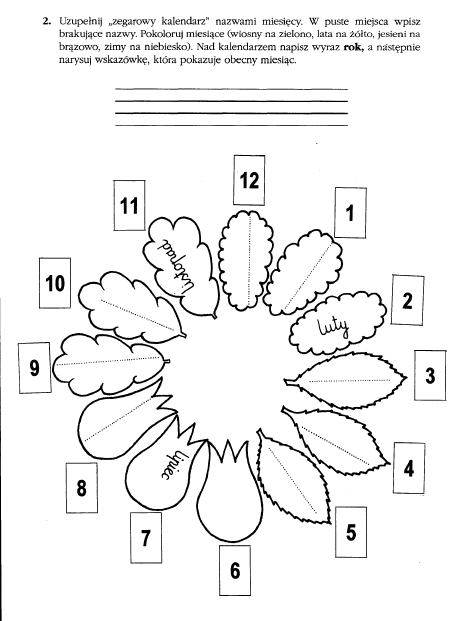 2. Uzupełnij „zegarowy kalendarz" nazwami miesięcy. W puste miejsca wpisz
brakujące nazwy. Pokoloruj miesiące (wiosny na zielono, lata na żółto, jesieni na
brązowo, zimy na niebiesko). Nad kalendarzem napisz wyraz rok, a następnie
narysuj wskazówkę, która pokazuje obecny miesiąc.
12
1
2
3
4
5
6
7
8
9
10
11
listopad
luty
lipiec